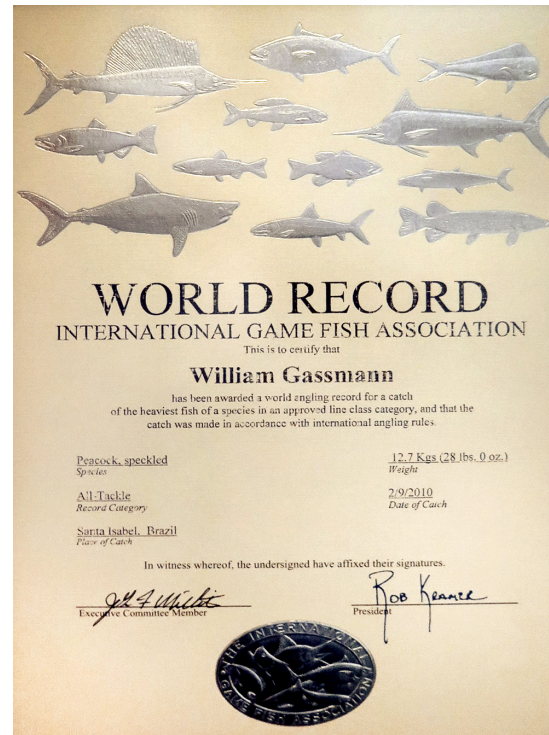 WORLD RECORD
INTERNATIONAL GAME FISH ASSOCIATION
This is to certify that
William Gassmann
has been awarded a world angling record for a catch
of the heaviest fish of a species in an approved line class category, and that the
catch was made in accordance with international angling rules.
Peacock, speckled
Species
12.7 Kgs (28 lbs, 0 oz.)
Weight
All-Tackle
Record Category
2/9/2010
Date of Catch
Santa Isabel, Brazil
Place of Catch
In witness whereof, the undersigned have affixed their signatures.
Rob Kramer
Executive Committee Member
President
THE INTERNATIONAL
GAME FISH ASSOCIATION